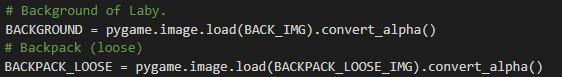 # Background of Laby.
BACKGROUND = pygame.image.load(BACK_IMG).convert_alpha()
# Backpack (loose)
BACKPACK_LOOSE = pygame.image.load(BACKPACK_LOOSE_IMG).convert_alpha()